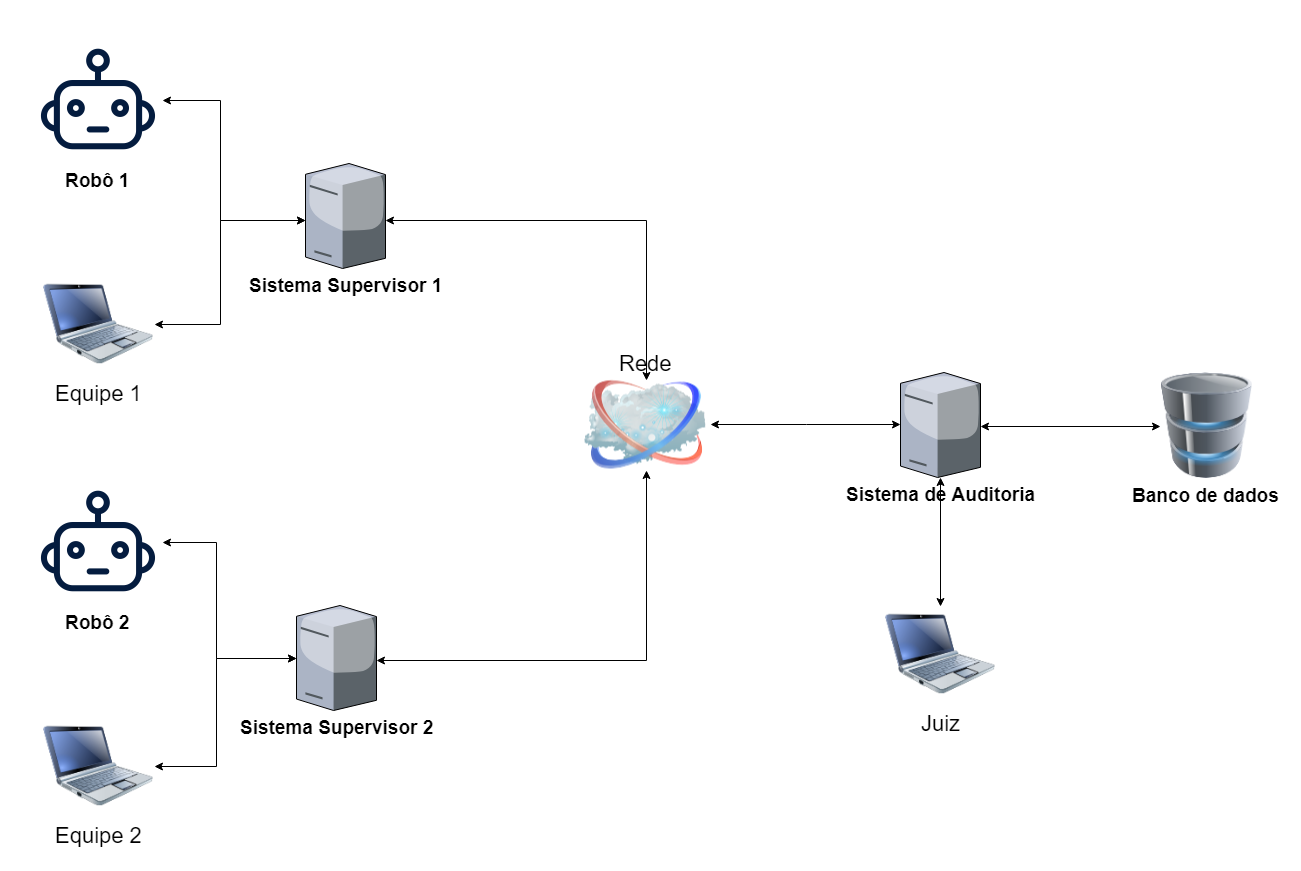 Robô 1
Sistema Supervisor 1
Equipe 1
Rede
Sistema de Auditoria
Banco de dados
Robô 2
Sistema Supervisor 2
Juiz
Equipe 2